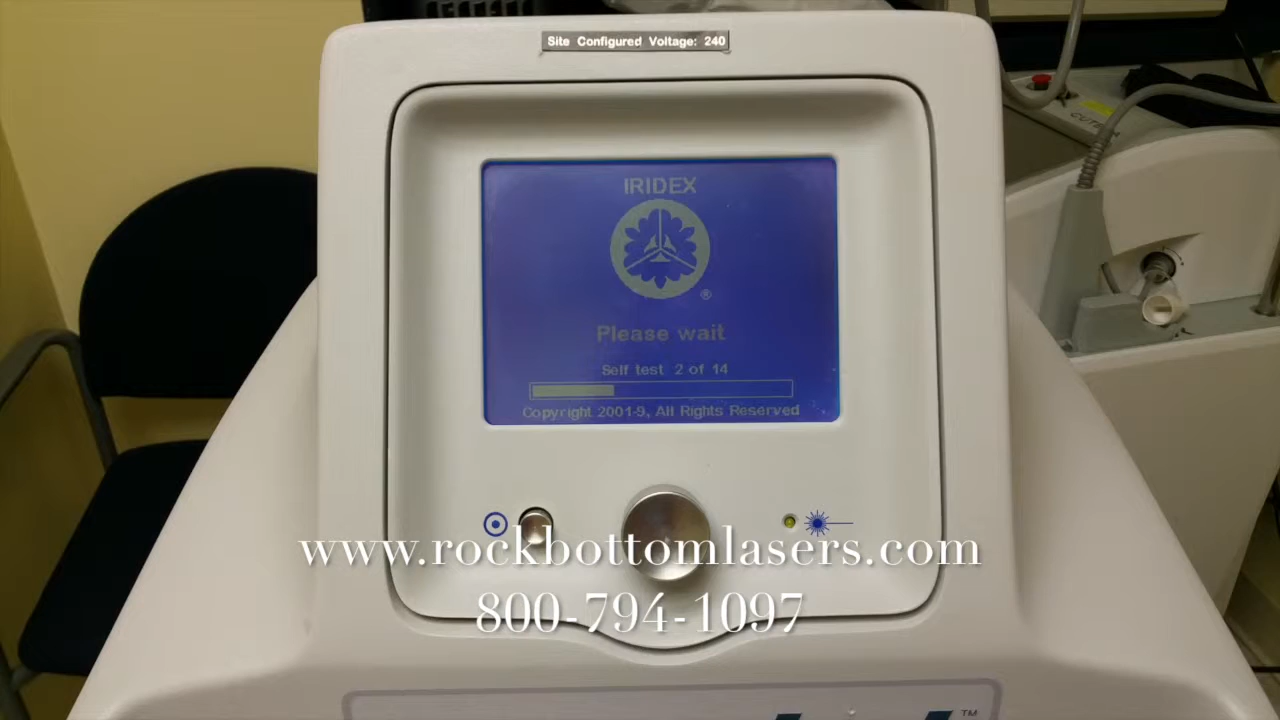 Site Configured Voltage: 240
IRIDEX
®
Please wait
Self test 2 of 14
Copyright 2001-9, All Rights Reserved
www.rockbottomlasers.com
800-794-1097
TM